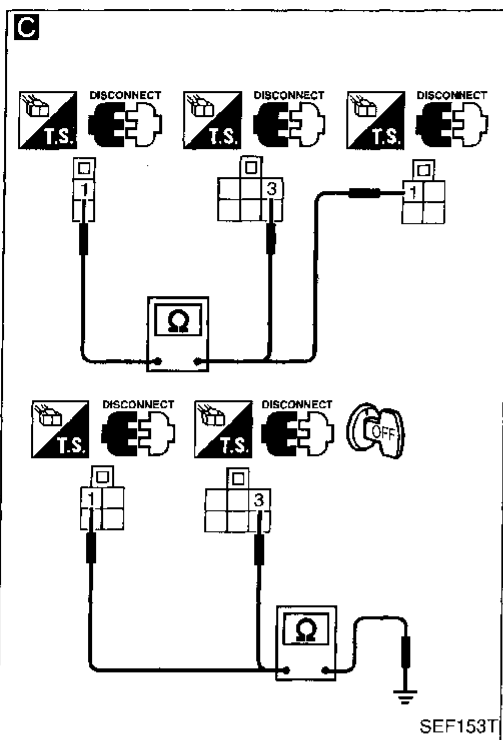 C
DISCONNECT DISCONNECT DISCONNECT
T.S. T.S. T.S.
1 3 1
Ω
DISCONNECT DISCONNECT
T.S. T.S. OFF
1 3
Ω
SEF153T